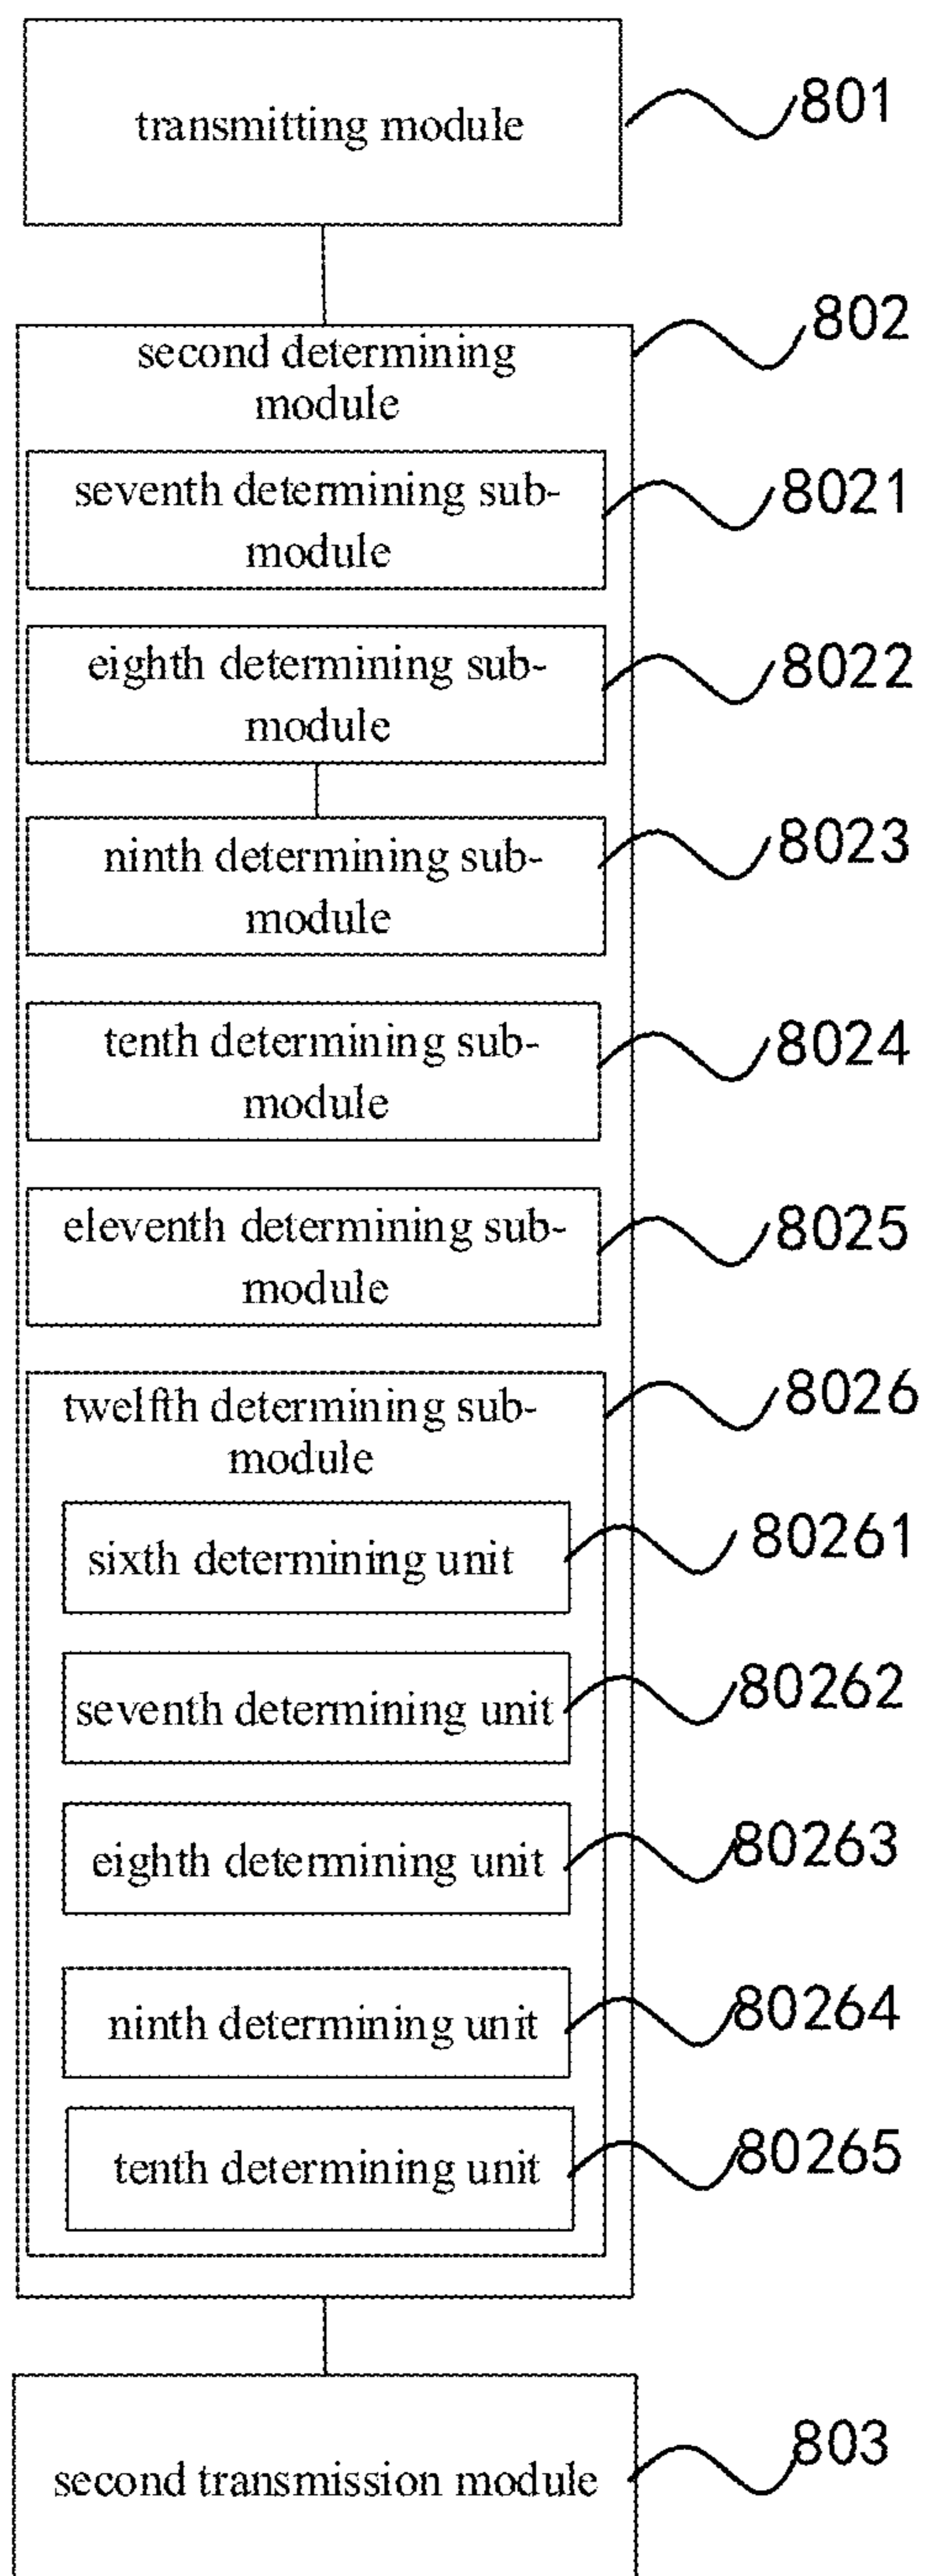 transmitting module
801
802
second determining
module
seventh determining sub-
module
8021
eighth determining sub-
module
8022
ninth determining sub-
module
8023
tenth determining sub-
module
8024
eleventh determining sub-
module
8025
twelfth determining sub-
module
8026
sixth determining unit
80261
seventh determining unit
80262
eighth determining unit
80263
ninth determining unit
80264
tenth determining unit
80265
second transmission module
803